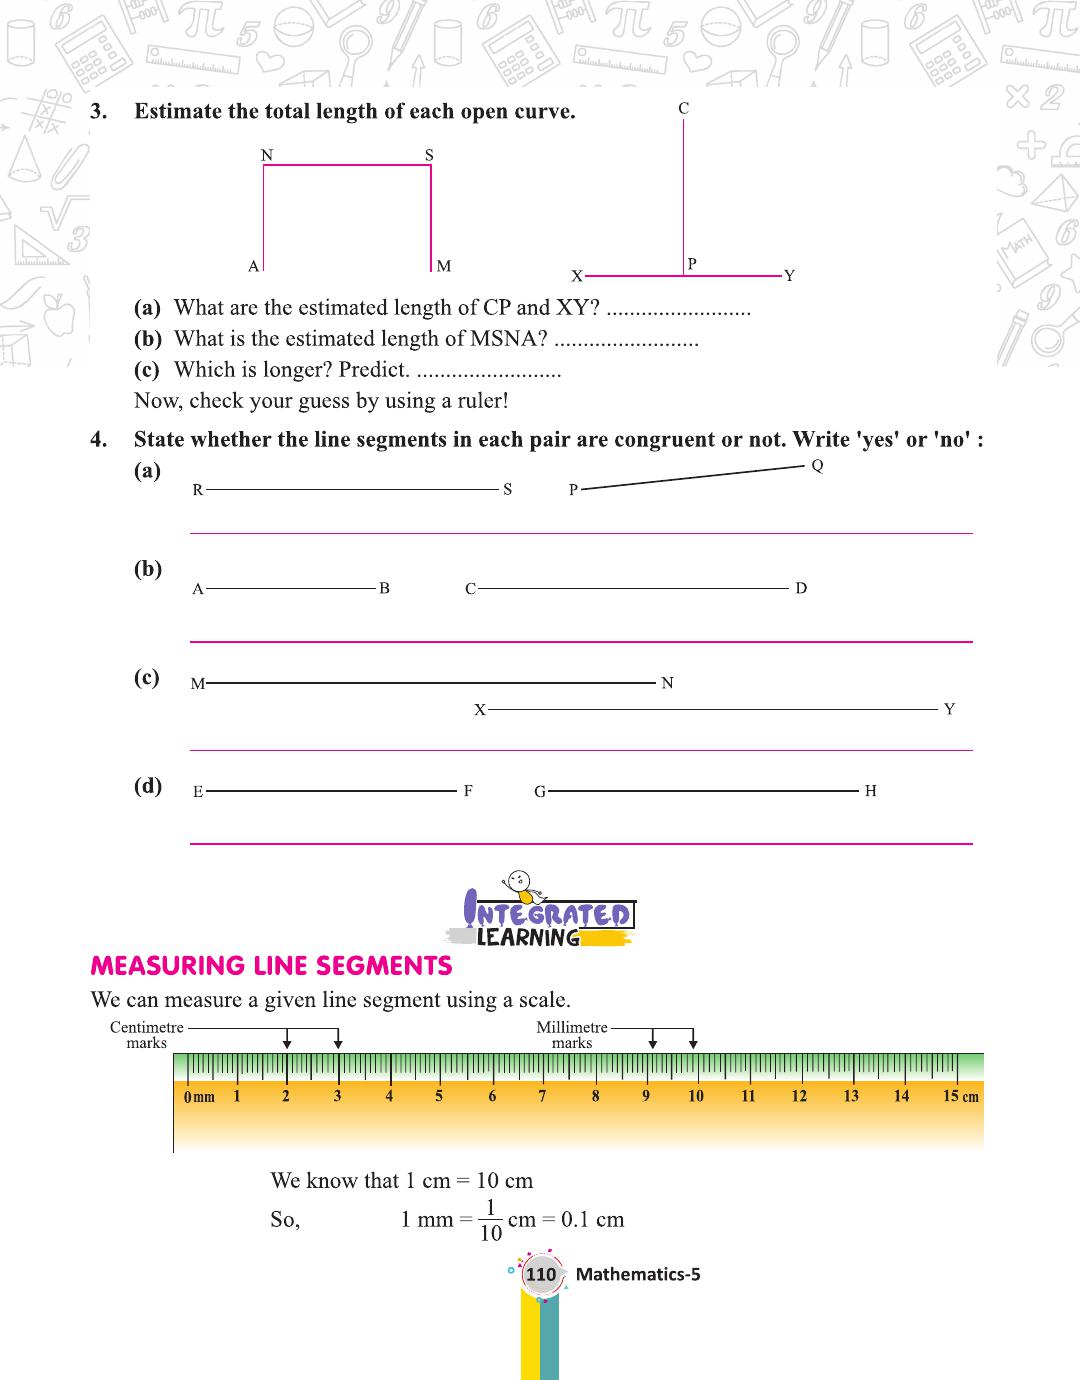 3. Estimate the total length of each open curve.
N S
A M
C
X P Y
(a) What are the estimated length of CP and XY? .........................
(b) What is the estimated length of MSNA? .........................
(c) Which is longer? Predict. .........................
Now, check your guess by using a ruler!
4. State whether the line segments in each pair are congruent or not. Write 'yes' or 'no' :
(a) R S P Q
(b) A B C D
(c) M N
X Y
(d) E F G H
INTEGRATED
LEARNING
MEASURING LINE SEGMENTS
We can measure a given line segment using a scale.
Centimetre marks
Millimetre marks
0 mm 1 2 3 4 5 6 7 8 9 10 11 12 13 14 15 cm
We know that 1 cm = 10 cm
So, 1 mm = 1/10 cm = 0.1 cm
110 Mathematics-5